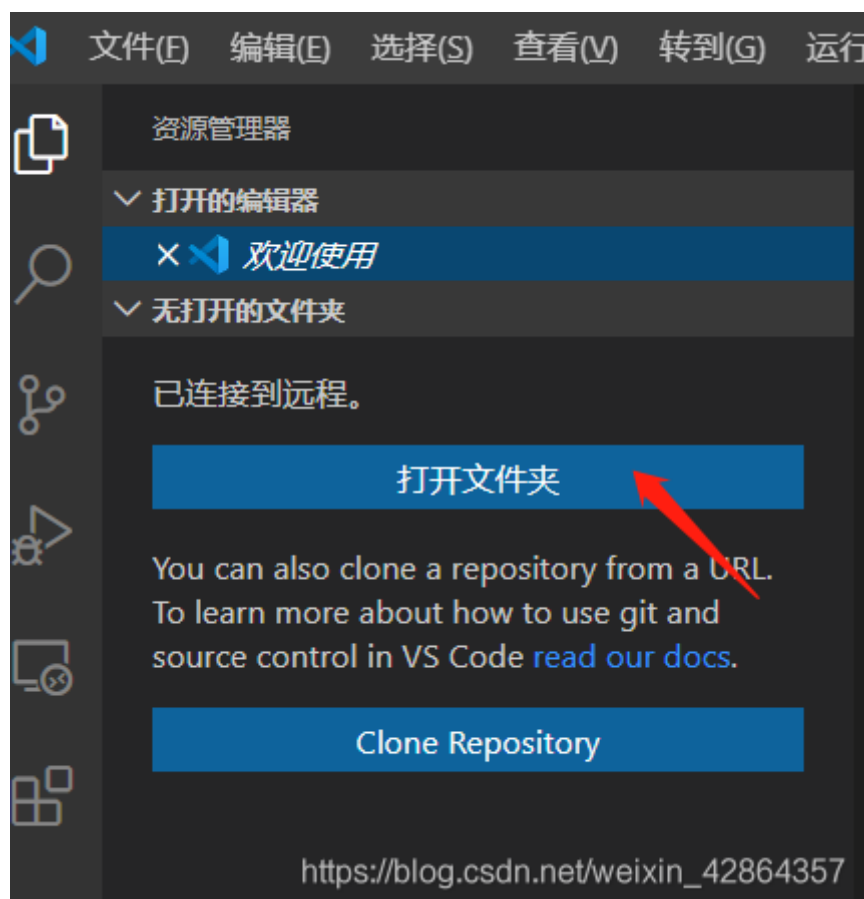 文件(F) 编辑(E) 选择(S) 查看(V) 转到(G) 运行
资源管理器
打开的编辑器
欢迎使用
无打开的文件夹
已连接到远程。
打开文件夹
You can also clone a repository from a URL.
To learn more about how to use git and
source control in VS Code read our docs.
Clone Repository
https://blog.csdn.net/weixin_42864357